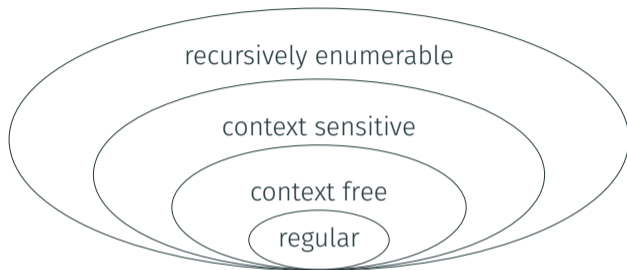 recursively enumerable
context sensitive
context free
regular